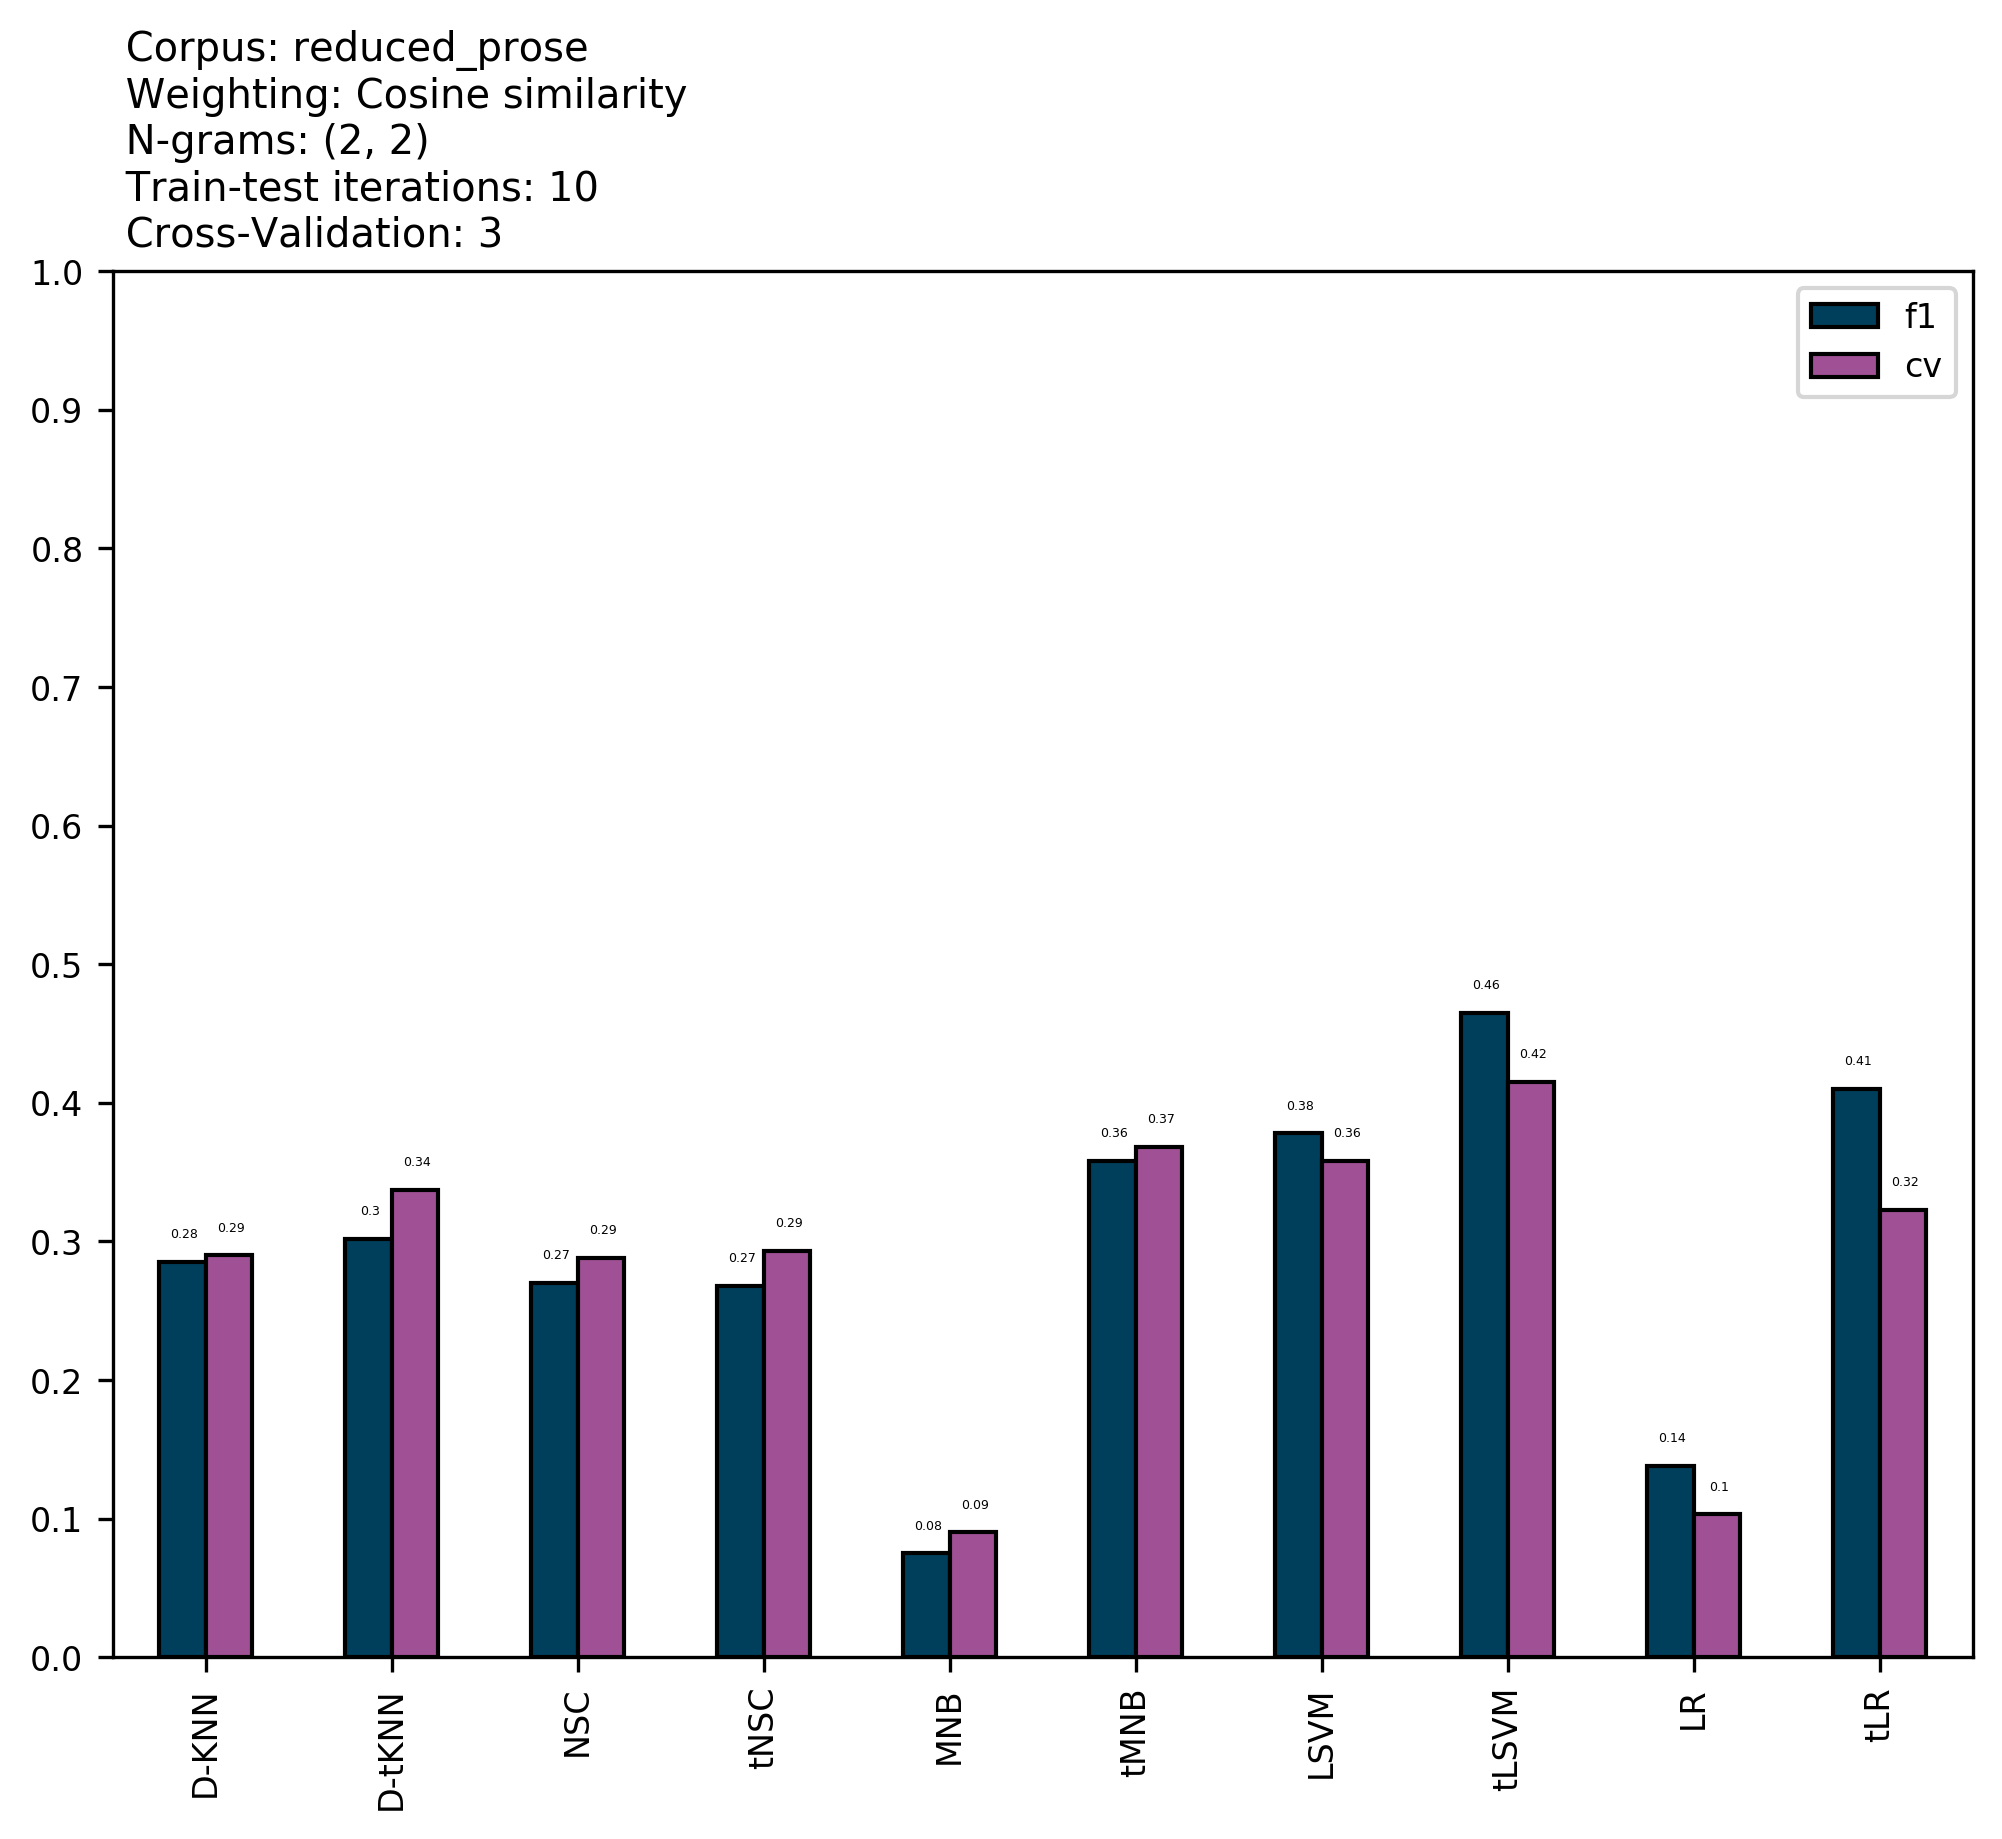 Corpus: reduced_prose
Weighting: Cosine similarity
N-grams: (2, 2)
Train-test iterations: 10
Cross-Validation: 3
1.0
0.9
0.8
0.7
0.6
0.5
0.4
0.3
0.2
0.1
0.0
f1
cv
0.28
0.29
0.3
0.34
0.27
0.29
0.27
0.29
0.08
0.09
0.36
0.37
0.38
0.36
0.46
0.42
0.14
0.1
0.41
0.32
D-KNN
D-tKNN
NSC
tNSC
MNB
tMNB
LSVM
tLSVM
LR
tLR